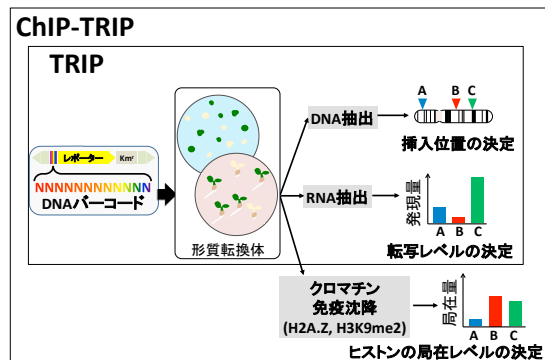 ChIP-TRIP
TRIP
レポーター
Kmʳ
NNNNNNNNNNNN
DNAバーコード
形質転換体
DNA抽出
A B C
挿入位置の決定
RNA抽出
発現量
A B C
転写レベルの決定
クロマチン
免疫沈降
(H2A.Z, H3K9me2)
局在量
A B C
ヒストンの局在レベルの決定